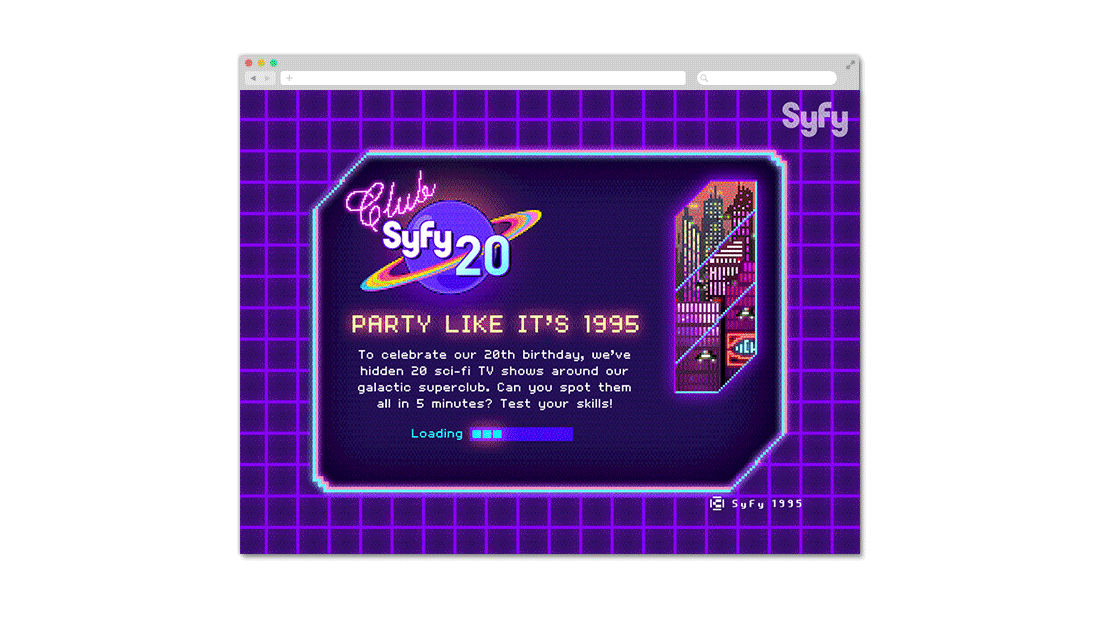 Syfy
Club
Syfy 20
PARTY LIKE IT'S 1995
To celebrate our 20th birthday, we've
hidden 20 sci-fi TV shows around our
galactic superclub. Can you spot them
all in 5 minutes? Test your skills!
Loading
SyFy 1995